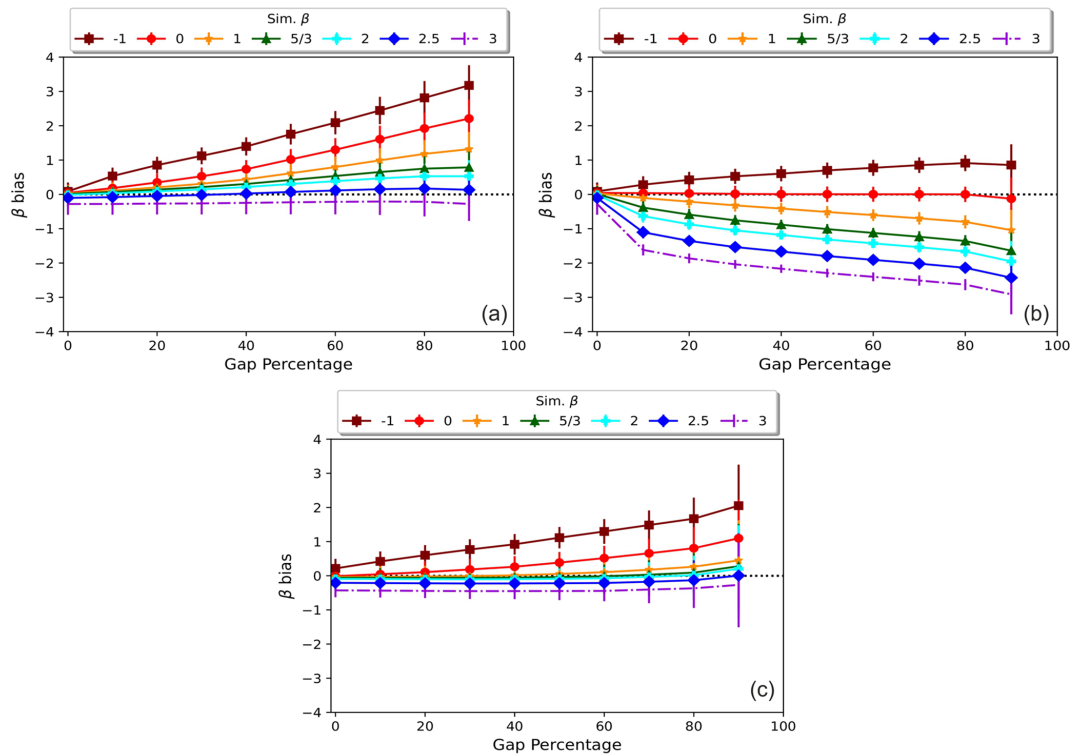 Sim. β
-1 0 1 5/3 2 2.5 3
4
3
2
1
0
−1
−2
−3
−4
β bias
(a)
0 20 40 60 80 100
Gap Percentage
Sim. β
-1 0 1 5/3 2 2.5 3
4
3
2
1
0
−1
−2
−3
−4
β bias
(b)
0 20 40 60 80 100
Gap Percentage
Sim. β
-1 0 1 5/3 2 2.5 3
4
3
2
1
0
−1
−2
−3
−4
β bias
(c)
0 20 40 60 80 100
Gap Percentage